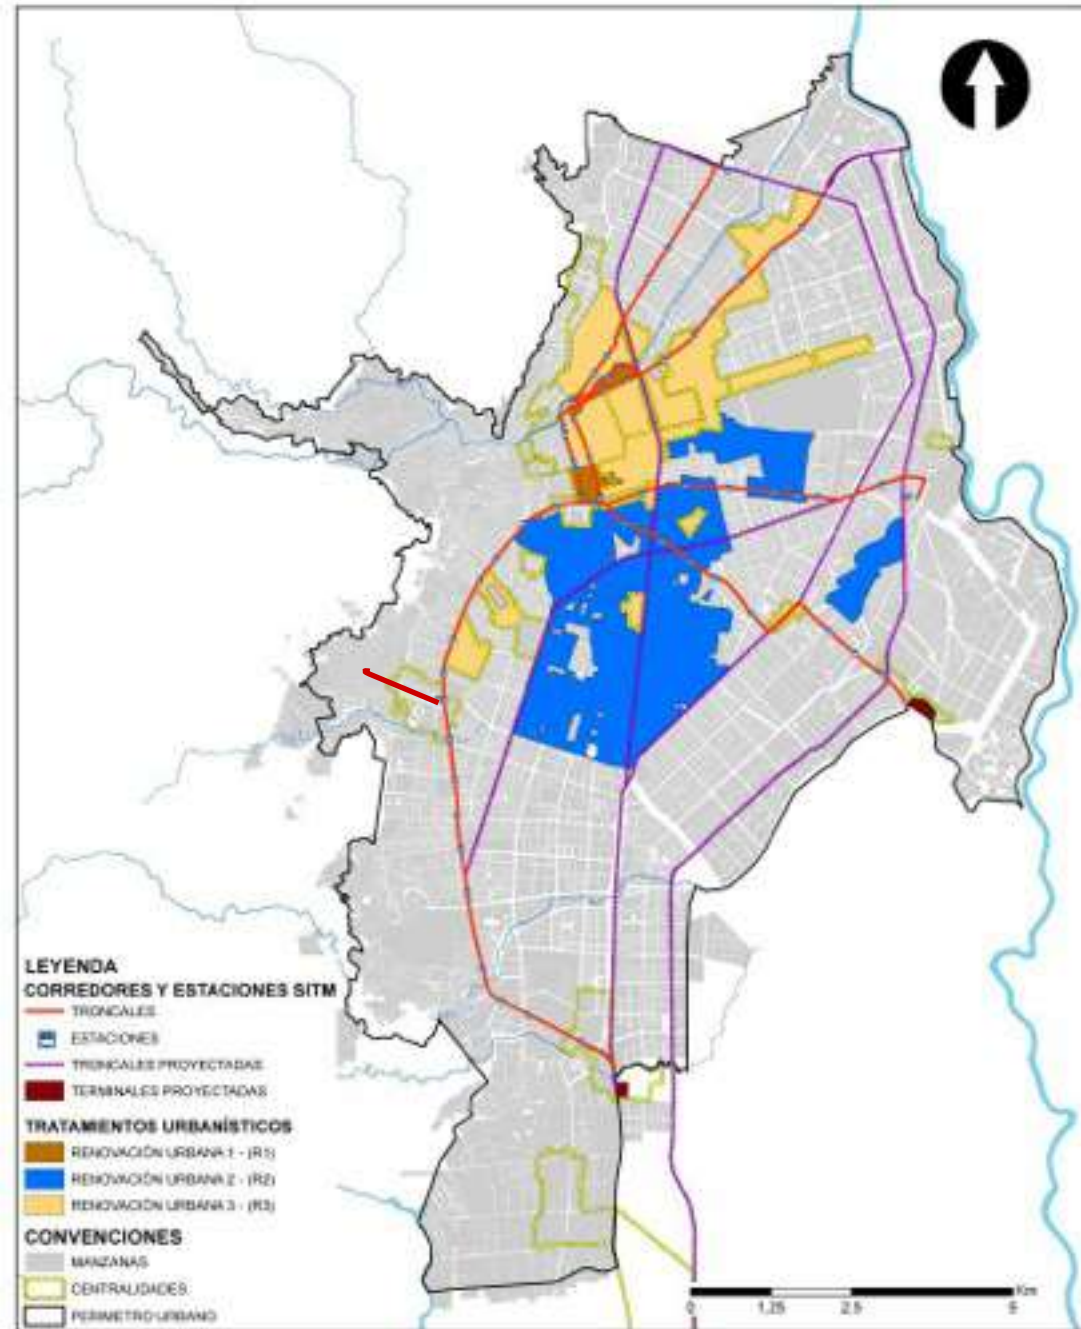 LEYENDA
CORREDORES Y ESTACIONES SITM
TRONCALES
ESTACIONES
TRONCALES PROYECTADAS
TERMINALES PROYECTADAS
TRATAMIENTOS URBANÍSTICOS
RENOVACIÓN URBANA 1 - (R1)
RENOVACIÓN URBANA 2 - (R2)
RENOVACIÓN URBANA 3 - (R3)
CONVENCIONES
MANZANAS
CENTRALIDADES
PERIMETRO URBANO
Km
0 1,25 2,5 5